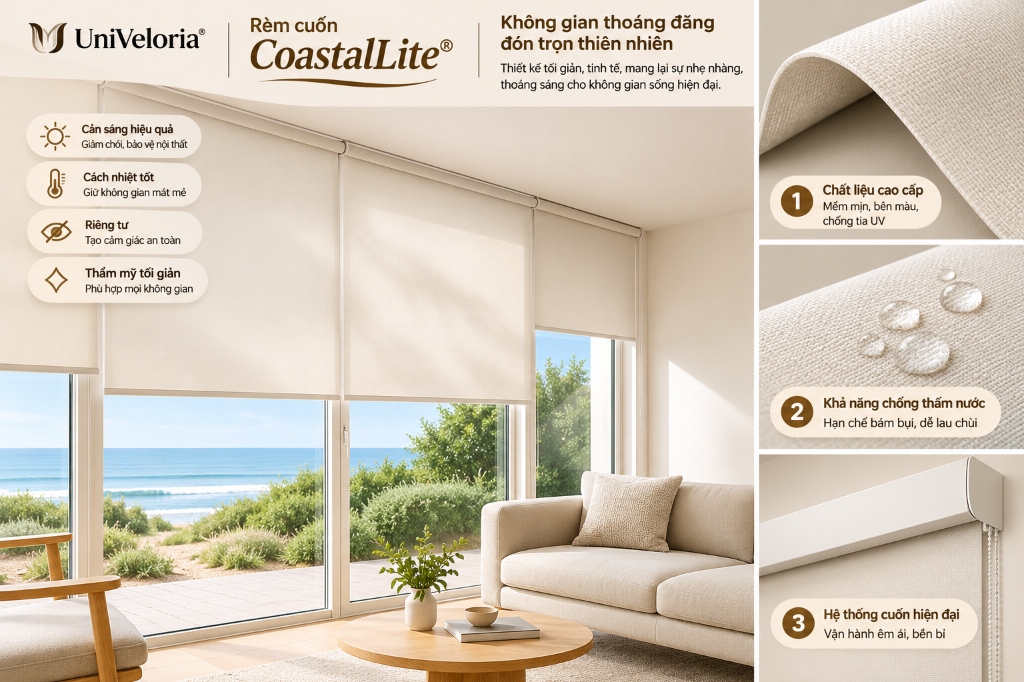 UniVeloria®
Rèm cuốn
CoastalLite®
Không gian thoáng đãng
đón trọn thiên nhiên
Thiết kế tối giản, tinh tế, mang lại sự nhẹ nhàng,
thoáng sáng cho không gian sống hiện đại.
Cản sáng hiệu quả
Giảm chói, bảo vệ nội thất
Cách nhiệt tốt
Giữ không gian mát mẻ
Riêng tư
Tạo cảm giác an toàn
Thẩm mỹ tối giản
Phù hợp mọi không gian
1
Chất liệu cao cấp
Mềm mịn, bền màu,
chống tia UV
2
Khả năng chống thấm nước
Hạn chế bám bụi, dễ lau chùi
3
Hệ thống cuốn hiện đại
Vận hành êm ái, bền bỉ